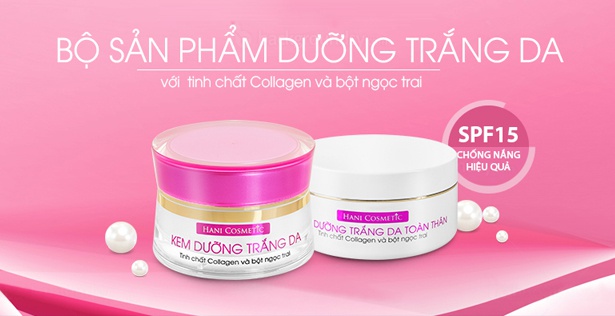 BỘ SẢN PHẨM DƯỠNG TRẮNG DA
với tinh chất Collagen và bột ngọc trai
SPF15
CHỐNG NẮNG
HIỆU QUẢ
HANI COSMETIC
KEM DƯỠNG TRẮNG DA
Tinh chất Collagen và bột ngọc trai
HANI COSMETIC
DƯỠNG TRẮNG DA TOÀN THÂN
Tinh chất Collagen và bột ngọc trai